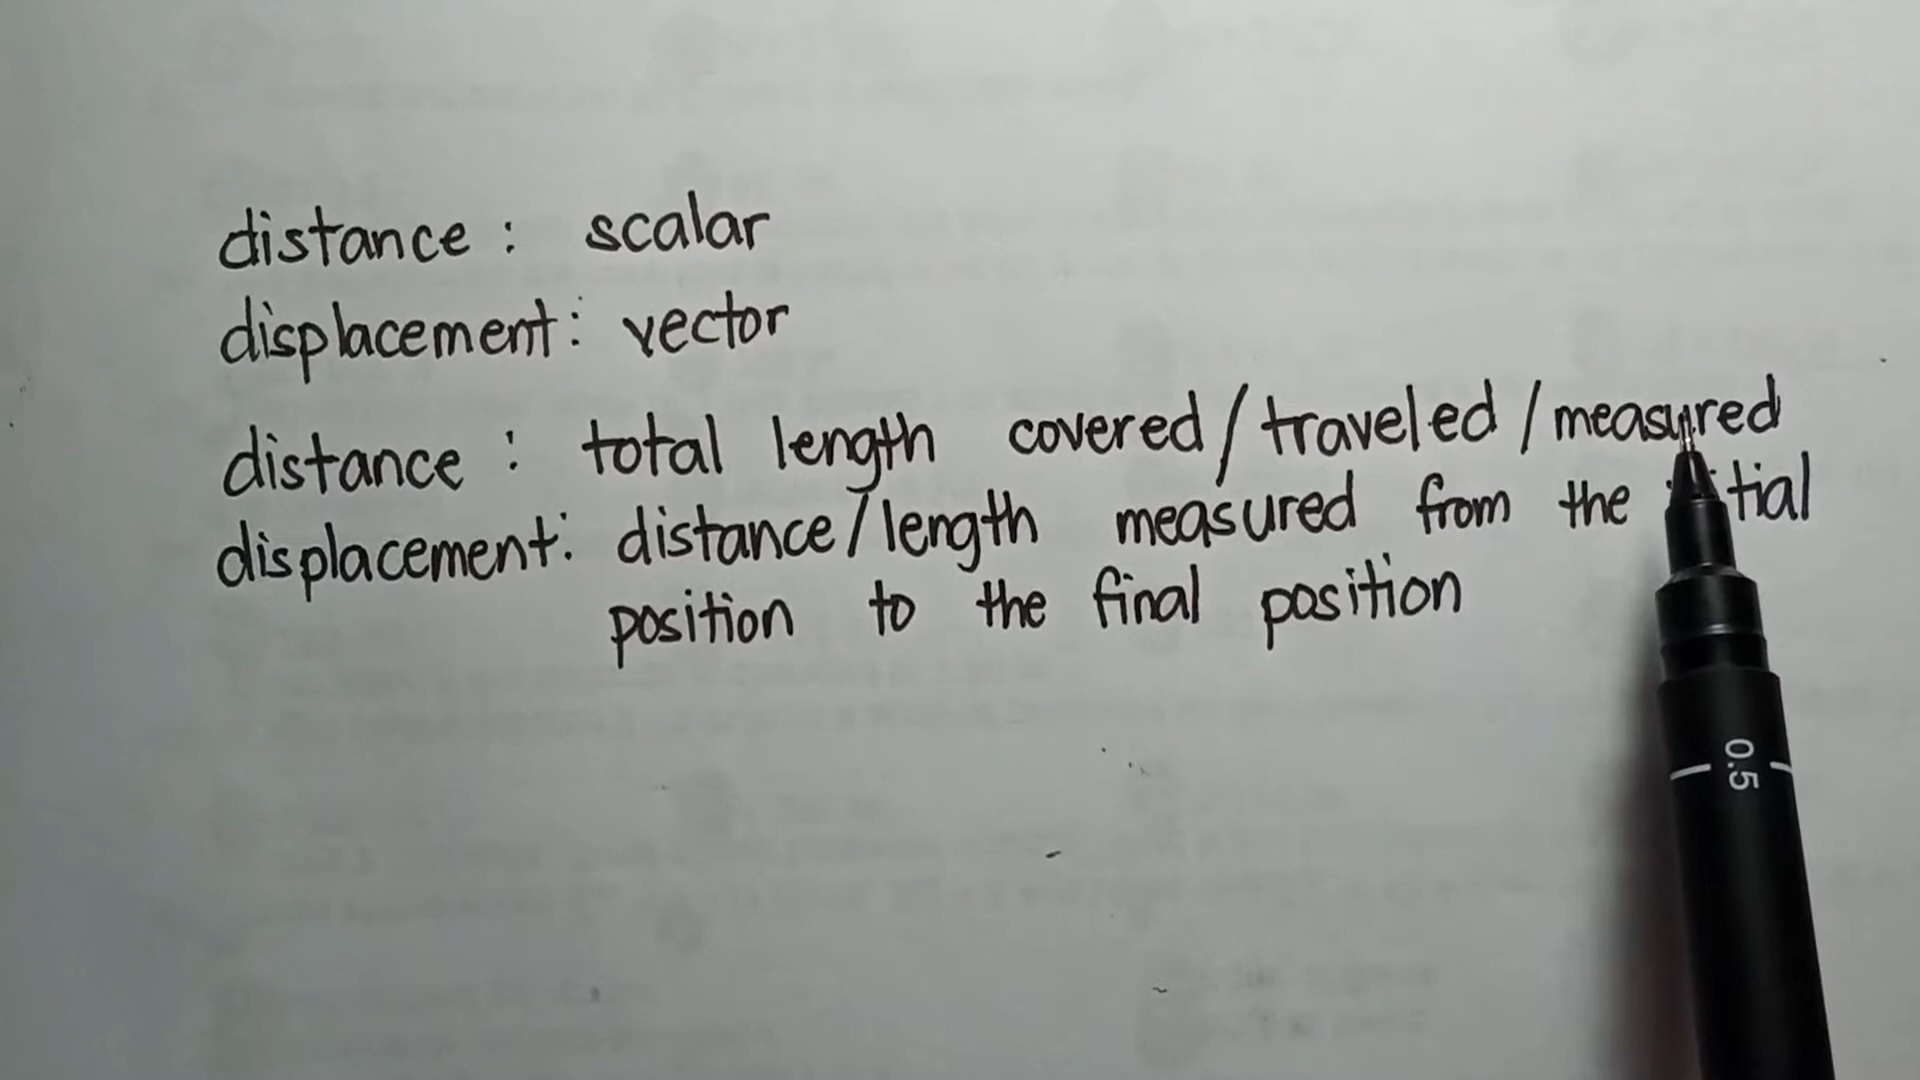 distance : scalar
displacement: vector
distance : total length covered/traveled/measured
displacement: distance/length measured from the tial
position to the final position
0.5